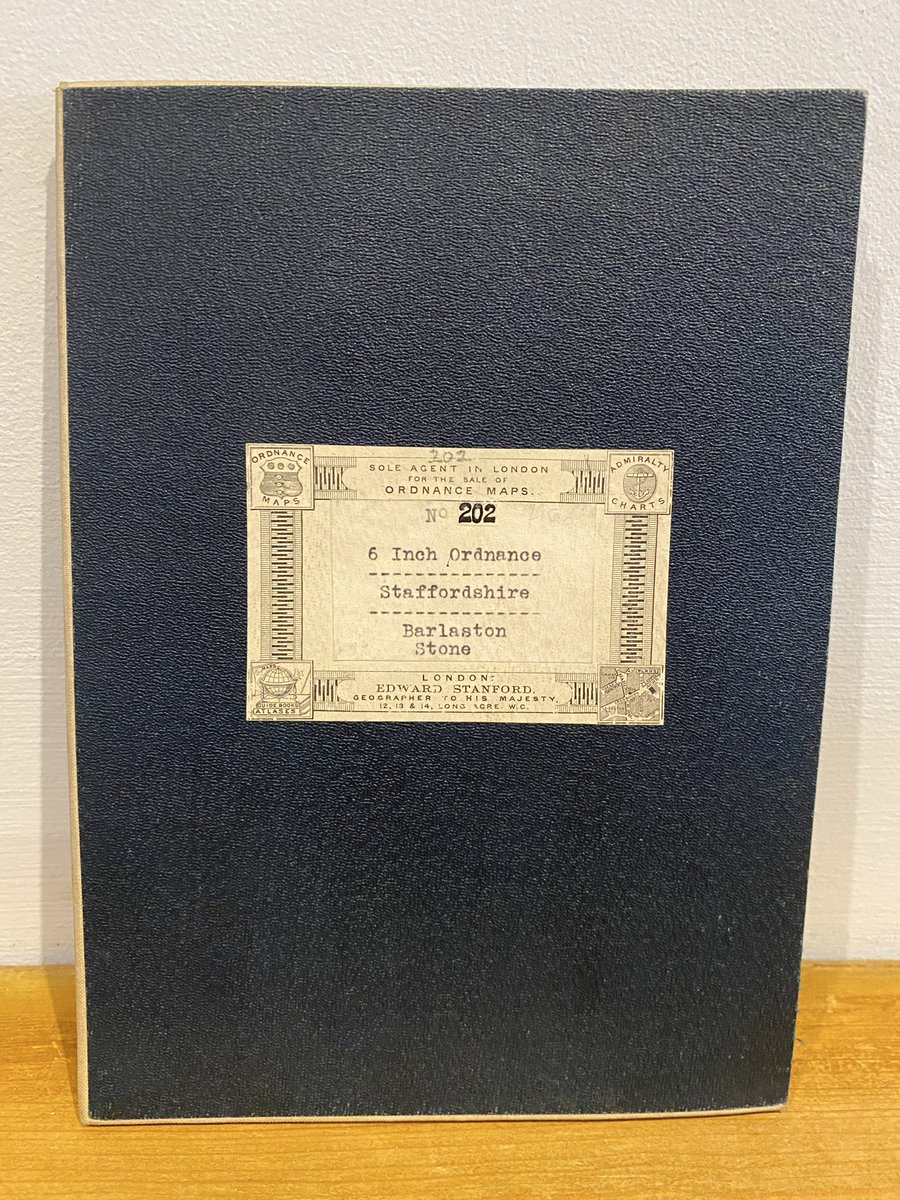 202
ORDNANCE
MAPS
SOLE AGENT IN LONDON
FOR THE SALE OF
ORDNANCE MAPS.
ADMIRALTY
CHARTS
No 202
6 Inch Ordnance
Staffordshire
Barlaston
Stone
LONDON:
EDWARD STANFORD,
GEOGRAPHER TO HIS MAJESTY,
12, 13 & 14, LONG ACRE, W.C.
GUIDE BOOKS
ATLASES